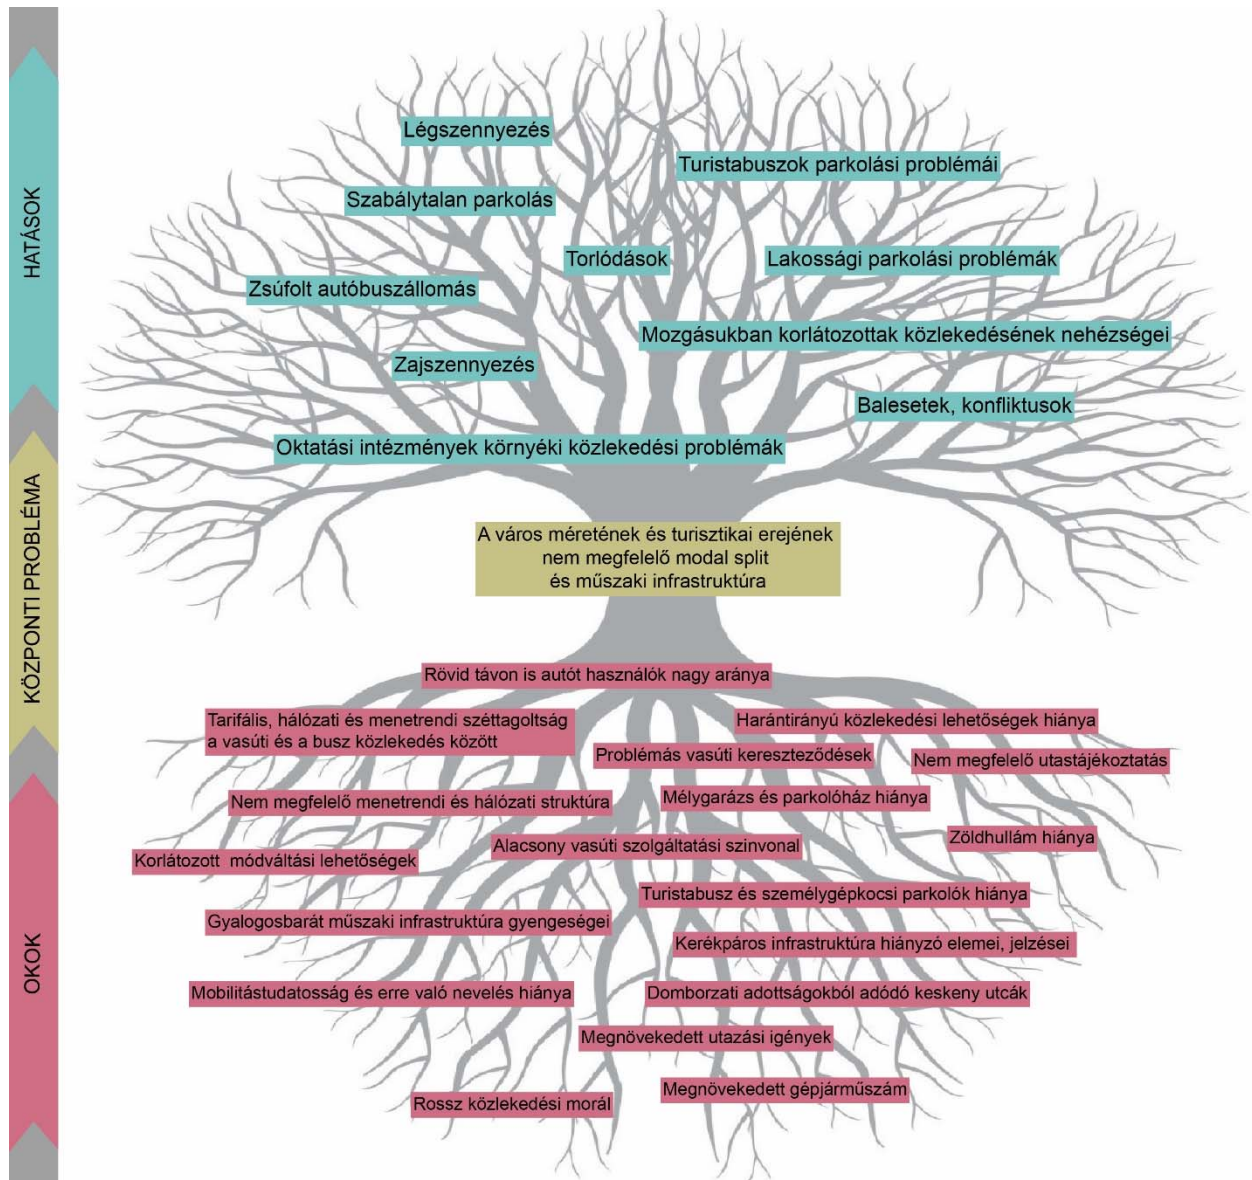 HATÁSOK
Légszennyezés
Turistabuszok parkolási problémái
Szabálytalan parkolás
Torlódások
Lakossági parkolási problémák
Zsúfolt autóbuszállomás
Mozgásukban korlátozottak közlekedésének nehézségei
Zajszennyezés
Balesetek, konfliktusok
Oktatási intézmények környéki közlekedési problémák
KÖZPONTI PROBLÉMA
A város méretének és turisztikai erejének
nem megfelelő modal split
és műszaki infrastruktúra
OKOK
Rövid távon is autót használók nagy aránya
Tarifális, hálózati és menetrendi széttagoltság
a vasúti és a busz közlekedés között
Harántirányú közlekedési lehetőségek hiánya
Problémás vasúti kereszteződések
Nem megfelelő utastájékoztatás
Nem megfelelő menetrendi és hálózati struktúra
Mélygarázs és parkolóház hiánya
Zöldhullám hiánya
Alacsony vasúti szolgáltatási szinvonal
Korlátozott módváltási lehetőségek
Turistabusz és személygépkocsi parkolók hiánya
Gyalogosbarát műszaki infrastruktúra gyengeségei
Kerékpáros infrastruktúra hiányzó elemei, jelzései
Mobilitástudatosság és erre való nevelés hiánya
Domborzati adottságokból adódó keskeny utcák
Megnövekedett utazási igények
Megnövekedett gépjárműszám
Rossz közlekedési morál